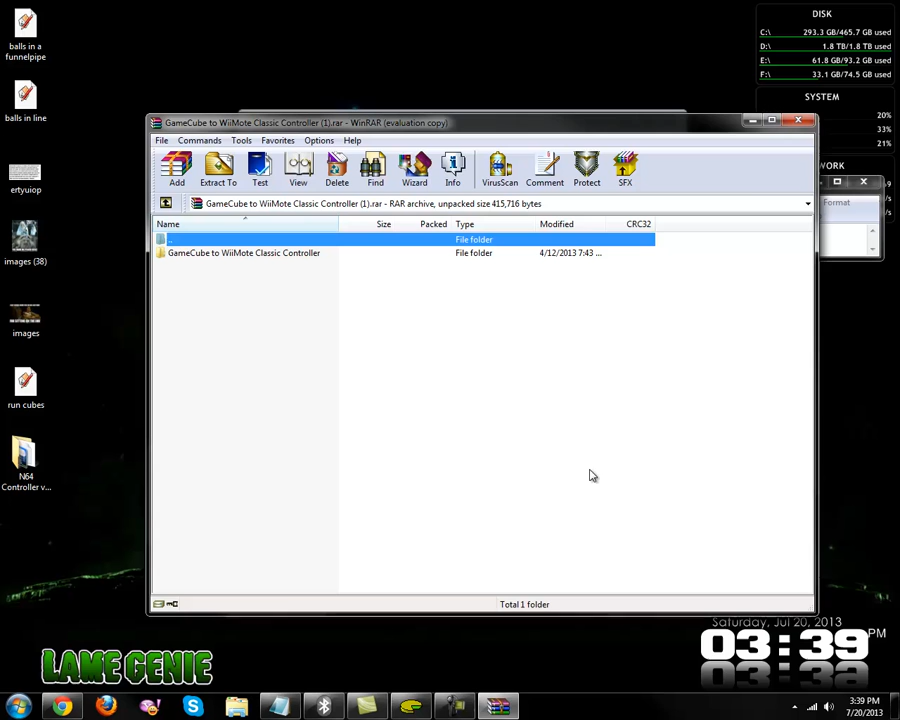 balls in a
funnelpipe
balls in line
ertyuiop
images (38)
images
run cubes
N64
Controller v...
DISK
C:\ 293.3 GB/465.7 GB used
D:\ 1.8 TB/1.8 TB used
E:\ 61.8 GB/93.2 GB used
F:\ 33.1 GB/74.5 GB used
SYSTEM
20%
33%
21%
WORK
Format
GameCube to WiiMote Classic Controller (1).rar - WinRAR (evaluation copy)
File Commands Tools Favorites Options Help
Add Extract To Test View Delete Find Wizard Info VirusScan Comment Protect SFX
GameCube to WiiMote Classic Controller (1).rar - RAR archive, unpacked size 415,716 bytes
Name Size Packed Type Modified CRC32
.. File folder
GameCube to WiiMote Classic Controller File folder 4/12/2013 7:43 ...
Total 1 folder
Saturday, Jul 20, 2013
03:39 PM
LAME GENIE
3:39 PM
7/20/2013